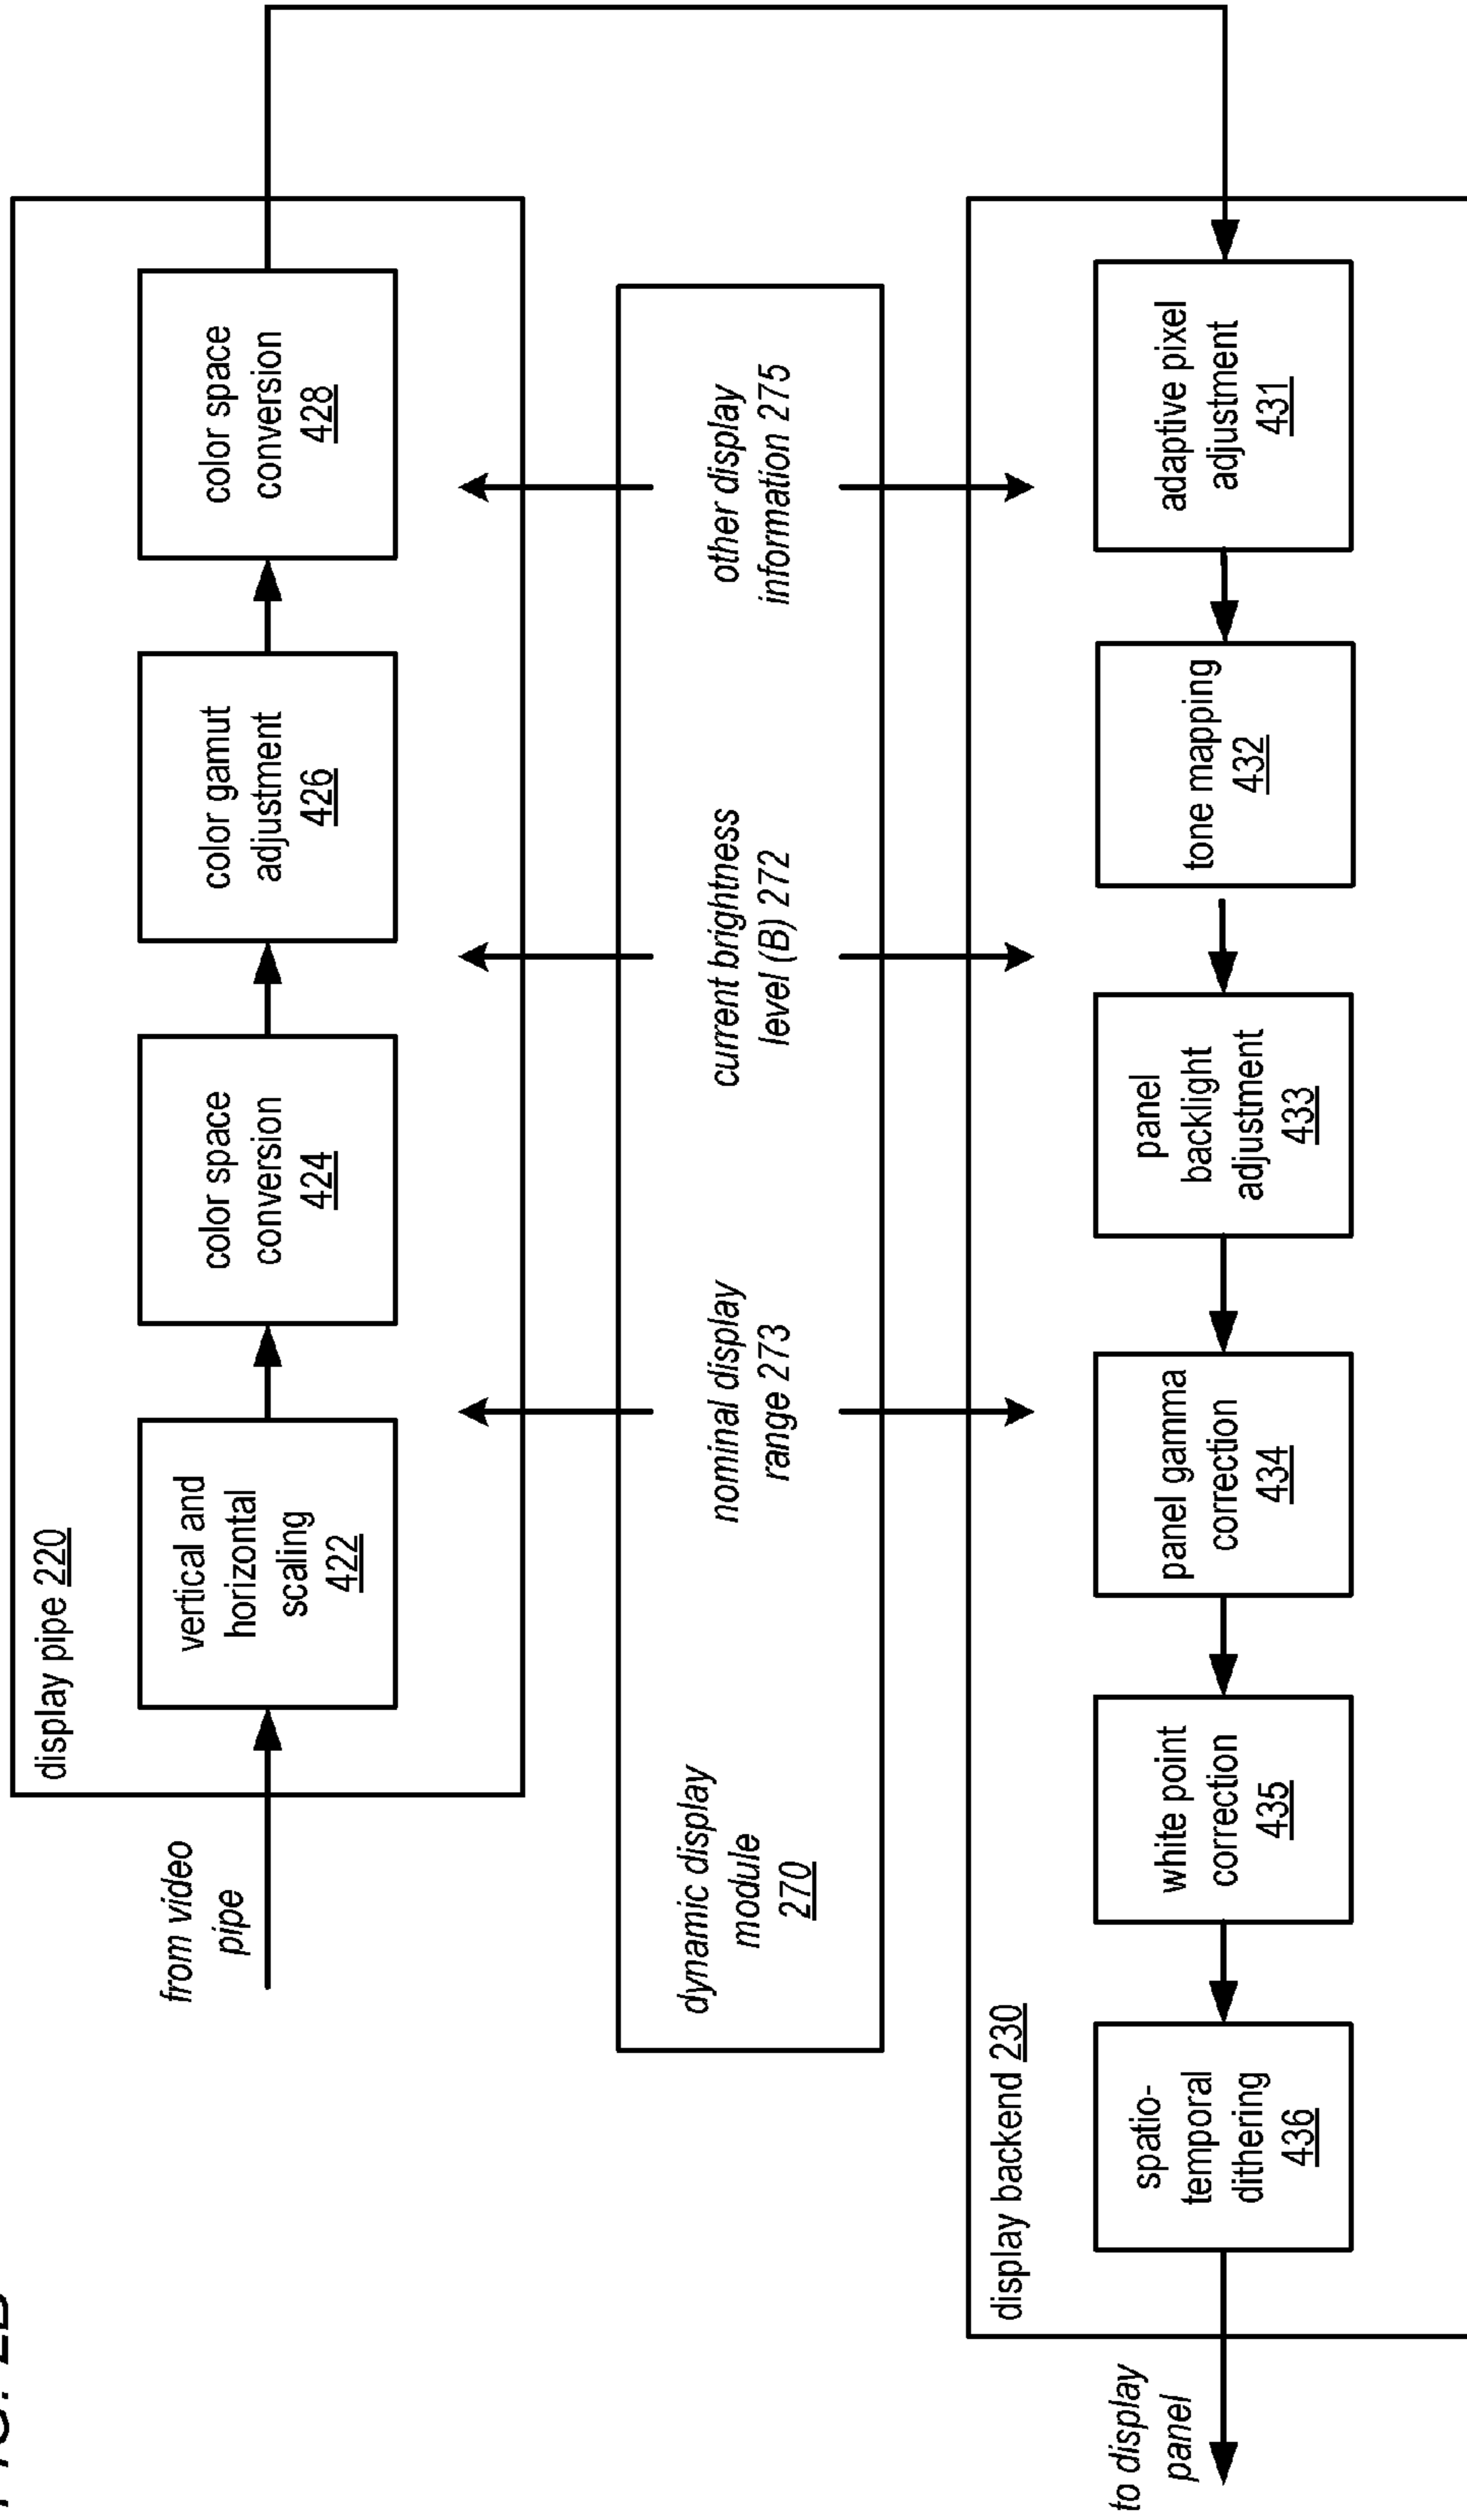 display pipe 220
from video
pipe
vertical and
horizontal
scaling
422
color space
conversion
424
color gamut
adjustment
426
color space
conversion
428
dynamic display
module
270
nominal display
range 273
current brightness
level (B) 272
other display
information 275
display backend 230
to display
panel
spatio-
temporal
dithering
436
white point
correction
435
panel gamma
correction
434
panel
backlight
adjustment
433
tone mapping
432
adaptive pixel
adjustment
431